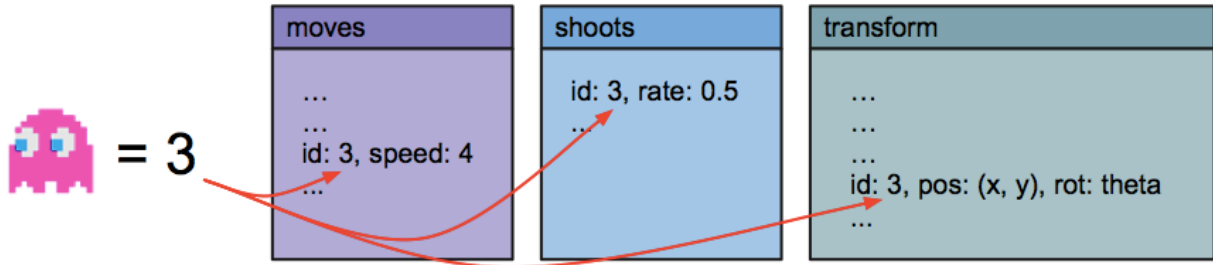 = 3
moves
...
...
id: 3, speed: 4
...
shoots
id: 3, rate: 0.5
...
transform
...
...
...
id: 3, pos: (x, y), rot: theta
...